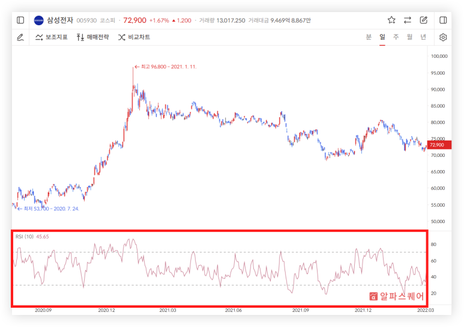 삼성전자 005930 코스피 72,900 +1.67% ▲ 1,200 · 거래량 13,017,250 · 거래대금 9,469억 8,867만
보조지표 매매전략 비교차트 분 일 주 월 년
100,000
← 최고 96,800 - 2021. 1. 11.
95,000
90,000
85,000
80,000
75,000
72,900
70,000
65,000
60,000
55,000
← 최저 53,700 - 2020. 7. 24.
50,000
RSI (10) 45.65
80
60
40
20
알파스퀘어
2020.09 2020.12 2021.03 2021.06 2021.09 2021.12 2022.03